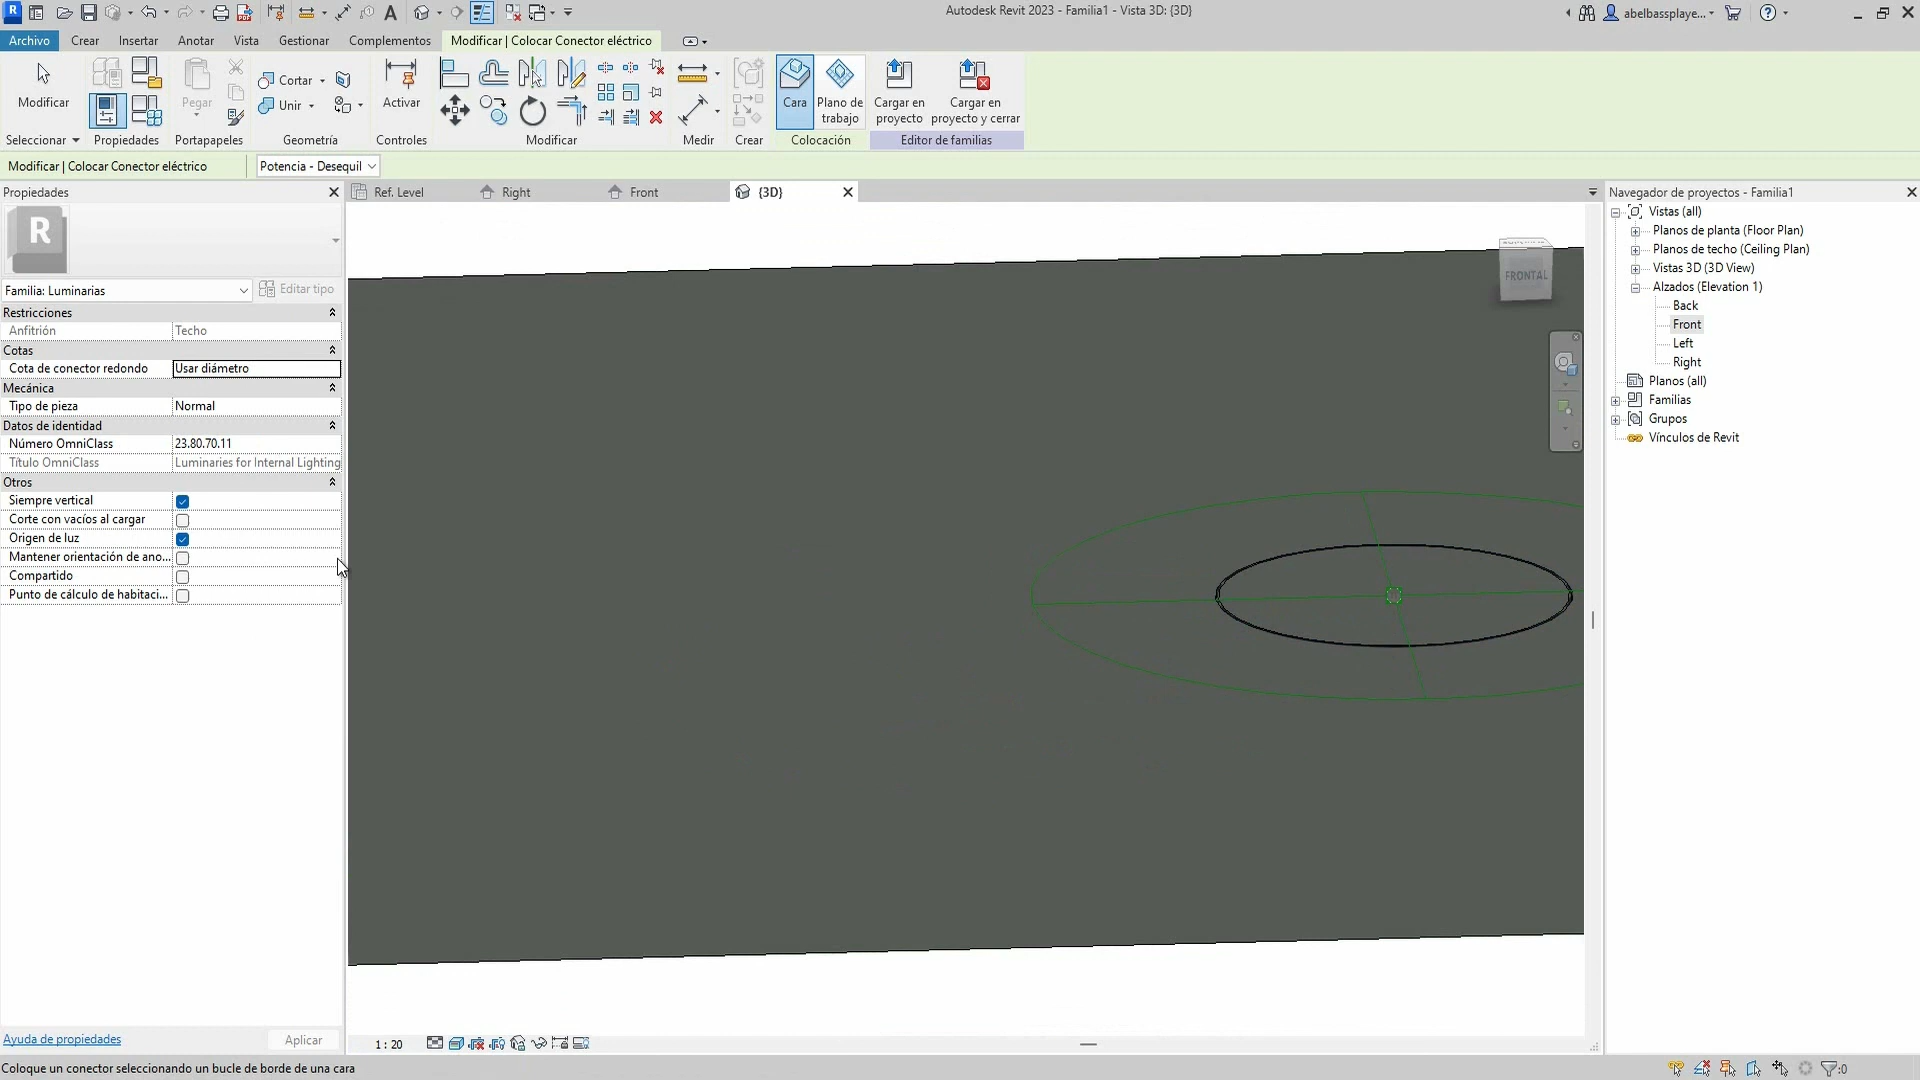 Autodesk Revit 2023 - Familia1 - Vista 3D: {3D}
abelbassplaye...
Archivo
Crear
Insertar
Anotar
Vista
Gestionar
Complementos
Modificar | Colocar Conector eléctrico
Modificar
Pegar
Cortar
Unir
Activar
Cara
Plano de trabajo
Cargar en proyecto
Cargar en proyecto y cerrar
Seleccionar
Propiedades
Portapapeles
Geometría
Controles
Modificar
Medir
Crear
Colocación
Editor de familias
Modificar | Colocar Conector eléctrico
Potencia - Desequil
Propiedades
R
Familia: Luminarias
Editar tipo
Restricciones
Anfitrión
Techo
Cotas
Cota de conector redondo
Usar diámetro
Mecánica
Tipo de pieza
Normal
Datos de identidad
Número OmniClass
23.80.70.11
Título OmniClass
Luminaries for Internal Lighting
Otros
Siempre vertical
Corte con vacíos al cargar
Origen de luz
Mantener orientación de ano...
Compartido
Punto de cálculo de habitaci...
Ayuda de propiedades
Aplicar
Ref. Level
Right
Front
{3D}
FRONTAL
1 : 20
Navegador de proyectos - Familia1
Vistas (all)
Planos de planta (Floor Plan)
Planos de techo (Ceiling Plan)
Vistas 3D (3D View)
Alzados (Elevation 1)
Back
Front
Left
Right
Planos (all)
Familias
Grupos
Vínculos de Revit
Coloque un conector seleccionando un bucle de borde de una cara
:0